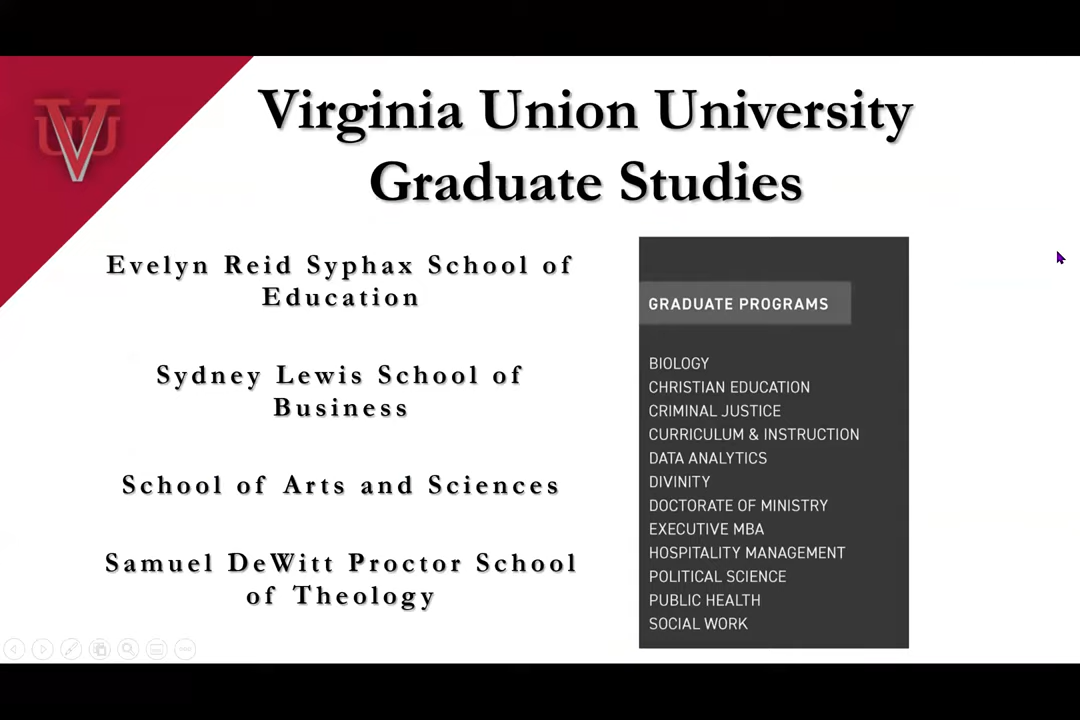 VUU
Virginia Union University
Graduate Studies
Evelyn Reid Syphax School of
Education
Sydney Lewis School of
Business
School of Arts and Sciences
Samuel DeWitt Proctor School
of Theology
GRADUATE PROGRAMS
BIOLOGY
CHRISTIAN EDUCATION
CRIMINAL JUSTICE
CURRICULUM & INSTRUCTION
DATA ANALYTICS
DIVINITY
DOCTORATE OF MINISTRY
EXECUTIVE MBA
HOSPITALITY MANAGEMENT
POLITICAL SCIENCE
PUBLIC HEALTH
SOCIAL WORK